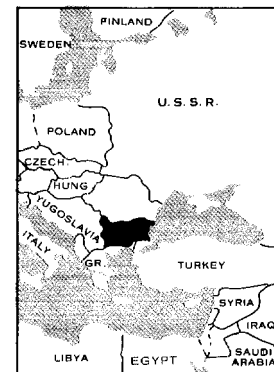 FINLAND
SWEDEN
U. S. S. R.
POLAND
CZECH.
HUNG.
YUGOSLAVIA
ITALY
GR.
TURKEY
SYRIA
IRAQ
SAUDI
ARABIA
LIBYA
EGYPT